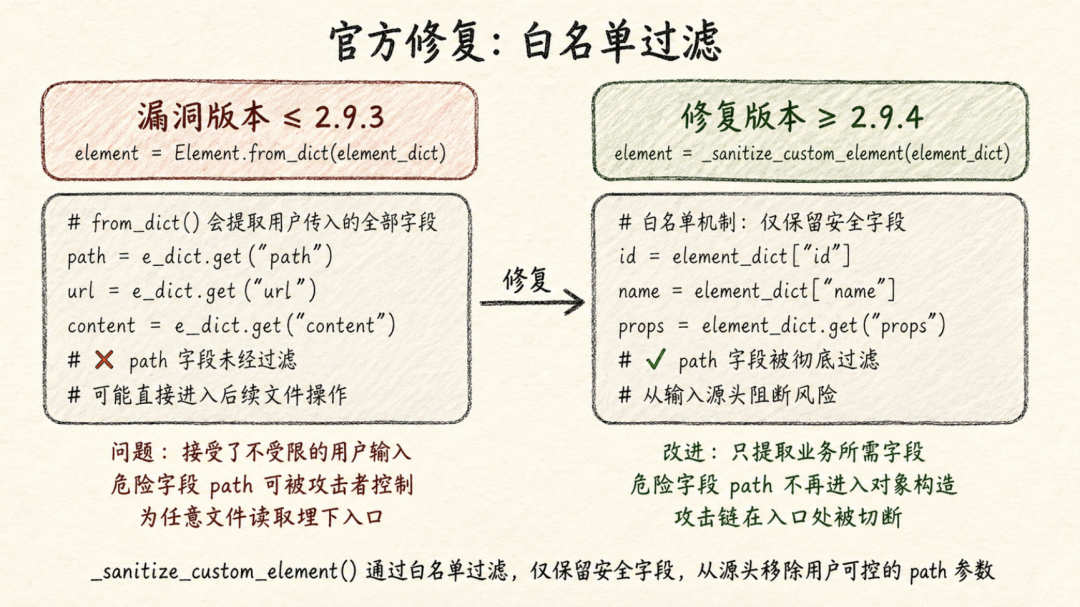 官方修复：白名单过滤
漏洞版本 ≤ 2.9.3
element = Element.from_dict(element_dict)
# from_dict() 会提取用户传入的全部字段
path = e_dict.get("path")
url = e_dict.get("url")
content = e_dict.get("content")
# ❌ path 字段未经过滤
# 可能直接进入后续文件操作
问题：接受了不受限的用户输入
危险字段 path 可被攻击者控制
为任意文件读取埋下入口
修复
修复版本 ≥ 2.9.4
element = _sanitize_custom_element(element_dict)
# 白名单机制：仅保留安全字段
id = element_dict["id"]
name = element_dict["name"]
props = element_dict.get("props")
# ✓ path 字段被彻底过滤
# 从输入源头阻断风险
改进：只提取业务所需字段
危险字段 path 不再进入对象构造
攻击链在入口处被切断
_sanitize_custom_element() 通过白名单过滤，仅保留安全字段，从源头移除用户可控的 path 参数